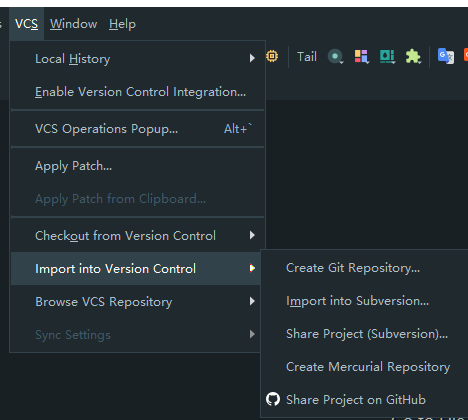 VCS Window Help
Tail
Local History
Enable Version Control Integration...
VCS Operations Popup... Alt+`
Apply Patch...
Apply Patch from Clipboard...
Checkout from Version Control
Import into Version Control
Browse VCS Repository
Sync Settings
Create Git Repository...
Import into Subversion...
Share Project (Subversion)...
Create Mercurial Repository
Share Project on GitHub